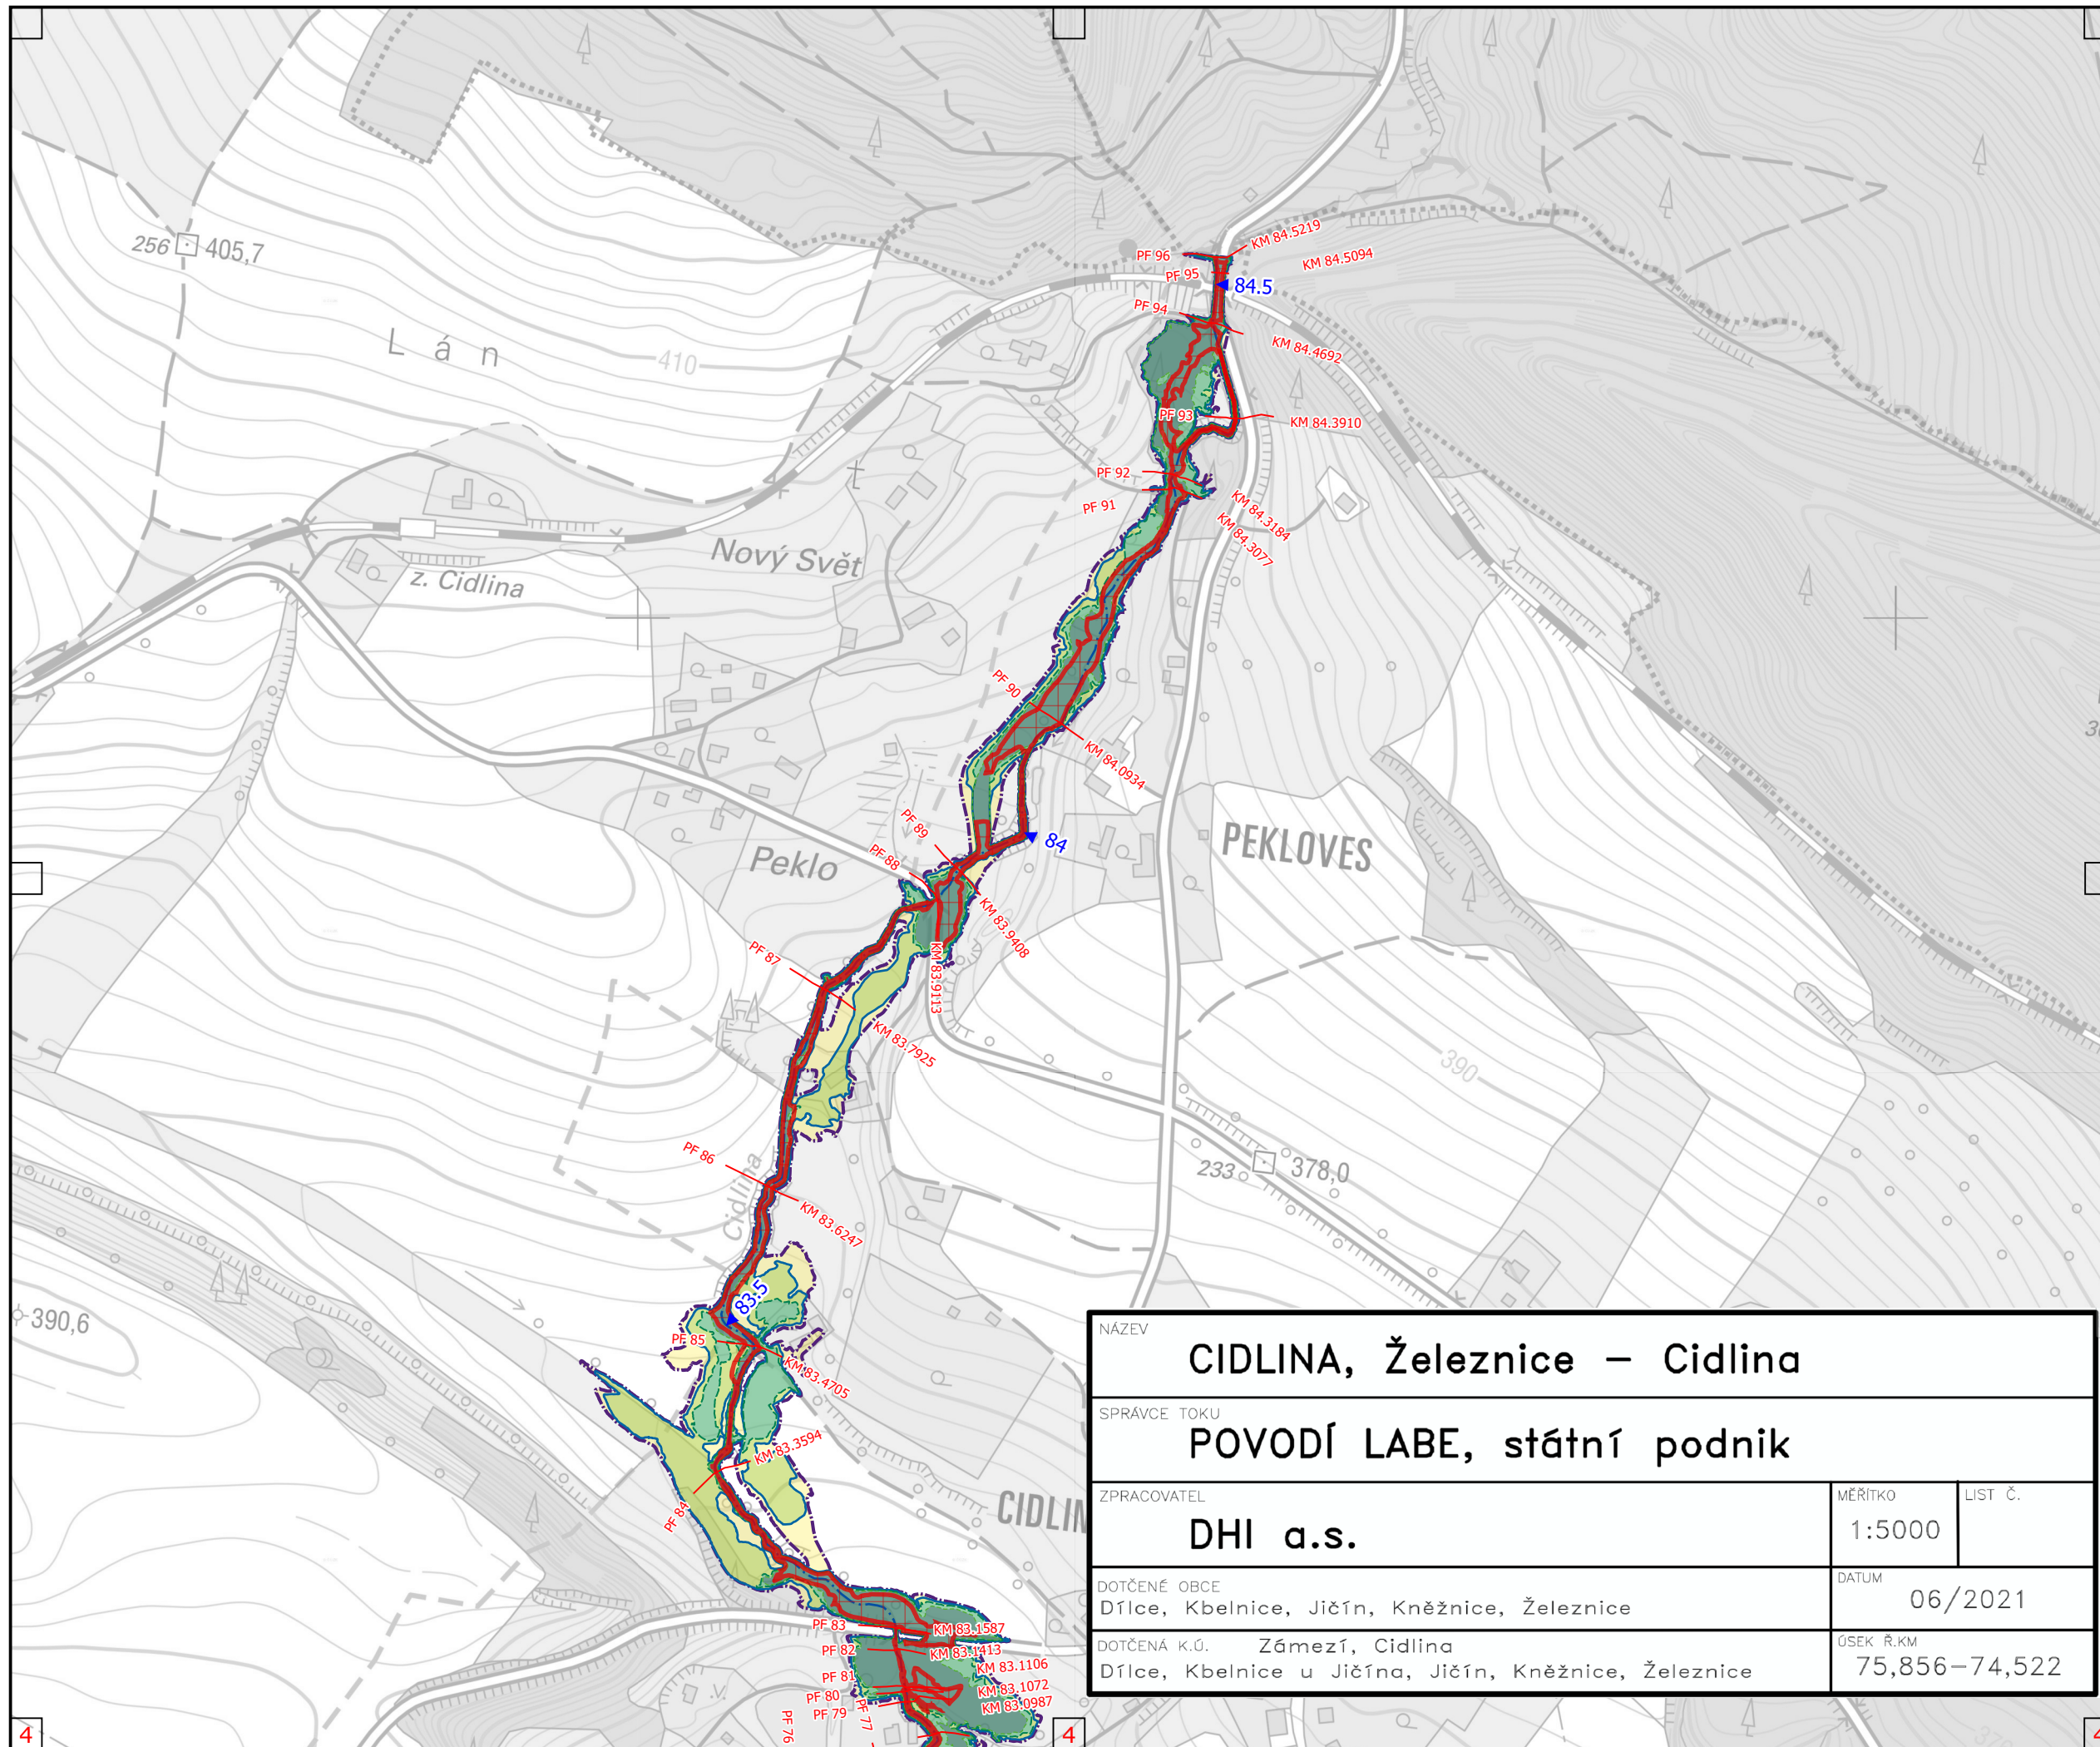 256 405,7
PF 96
KM 84.5219
PF 95
KM 84.5094
84.5
PF 94
KM 84.4692
Lán
410
PF 93
KM 84.3910
PF 92
PF 91
KM 84.3184
KM 84.3077
Nový Svět
z. Cidlina
PF 90
KM 84.0934
PF 89
84
PEKLOVES
PF 88
Peklo
KM 83.9408
KM 83.9113
PF 87
KM 83.7925
390
PF 86
Cidlina
233 378,0
KM 83.6247
83.5
390,6
PF 85
KM 83.4705
KM 83.3594
PF 84
CIDLIN
PF 83
KM 83.1587
PF 82
KM 83.1413
KM 83.1106
PF 81
KM 83.1072
PF 80
KM 83.0987
PF 79
PF 77
PF 76
4
4
4
NÁZEV
CIDLINA, Železnice – Cidlina
SPRÁVCE TOKU
POVODÍ LABE, státní podnik
ZPRACOVATEL
DHI a.s.
MĚŘÍTKO
1:5000
LIST Č.
DOTČENÉ OBCE
Dílce, Kbelnice, Jičín, Kněžnice, Železnice
DATUM
06/2021
DOTČENÁ K.Ú. Zámezí, Cidlina
Dílce, Kbelnice u Jičína, Jičín, Kněžnice, Železnice
ÚSEK Ř.KM
75,856–74,522